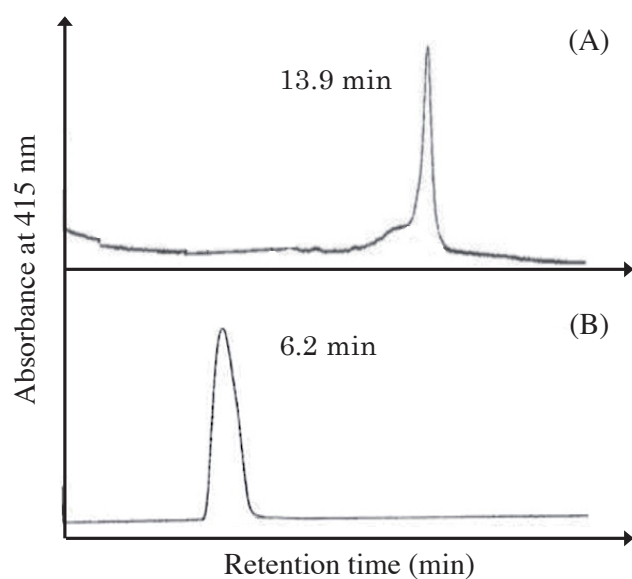 (A)
13.9 min
Absorbance at 415 nm
(B)
6.2 min
Retention time (min)